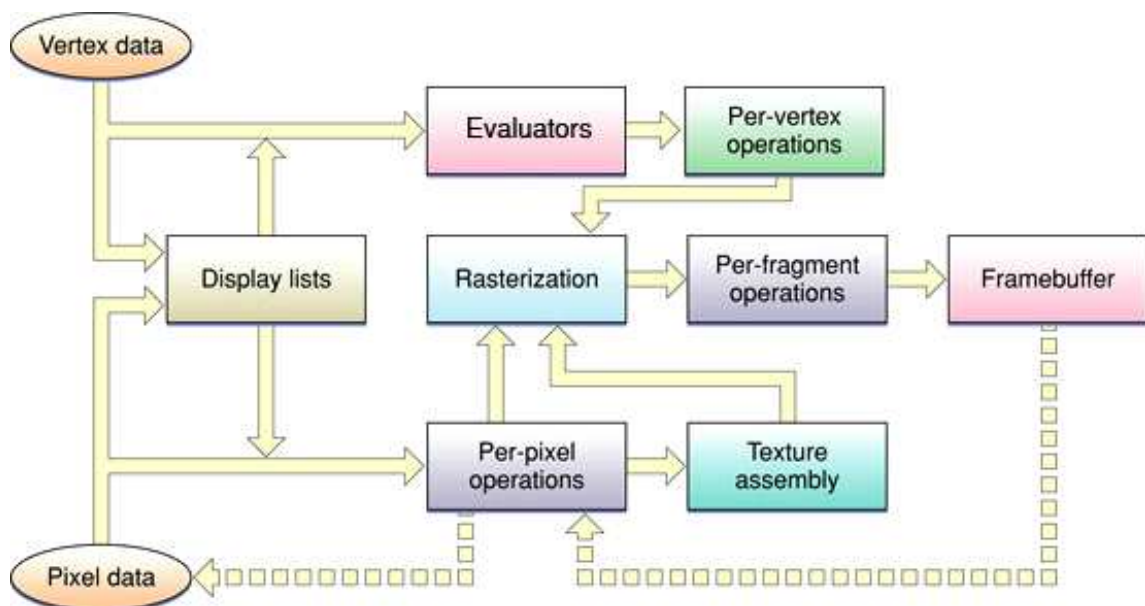 Vertex data
Evaluators
Per-vertex
operations
Display lists
Rasterization
Per-fragment
operations
Framebuffer
Per-pixel
operations
Texture
assembly
Pixel data